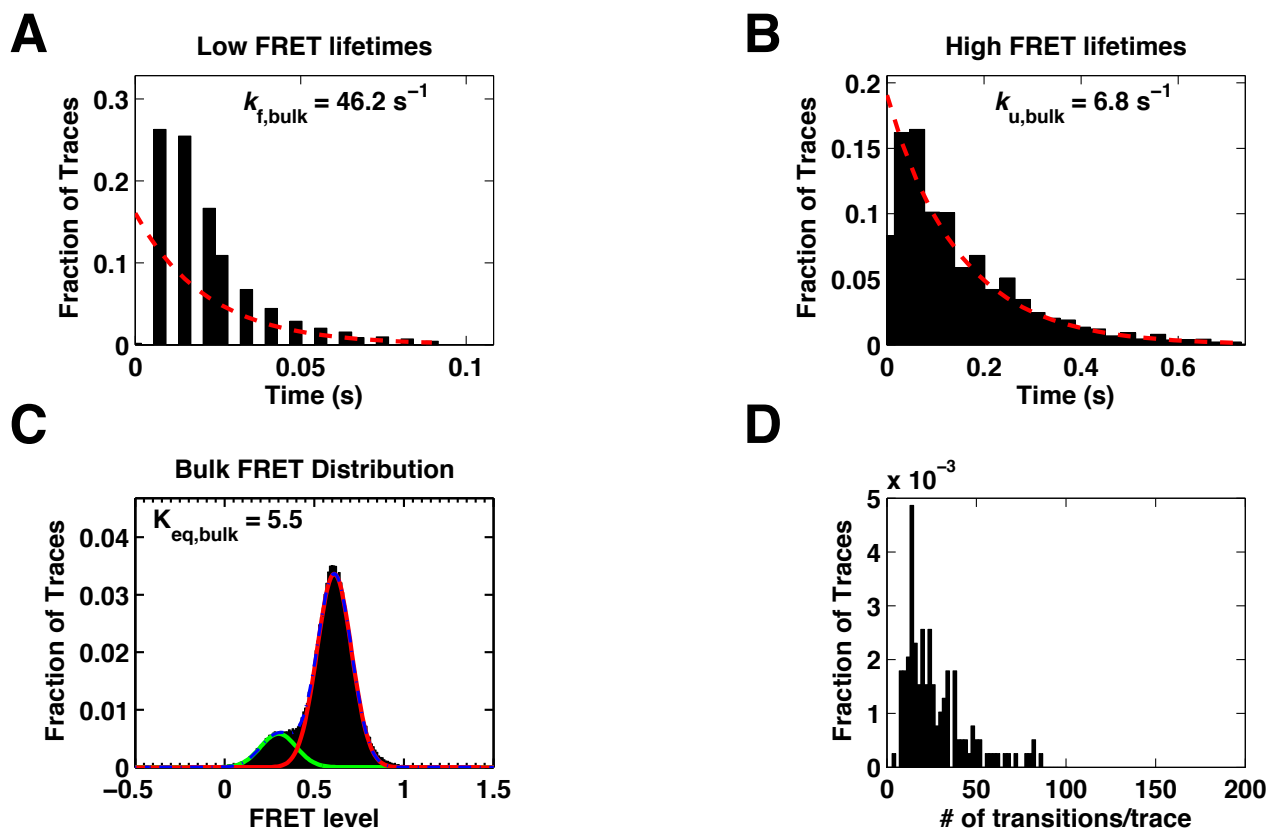 A
Low FRET lifetimes
k_f,bulk = 46.2 s⁻¹
Fraction of Traces
0.3
0.2
0.1
0
0
0.05
0.1
Time (s)
B
High FRET lifetimes
k_u,bulk = 6.8 s⁻¹
Fraction of Traces
0.2
0.15
0.1
0.05
0
0
0.2
0.4
0.6
Time (s)
C
Bulk FRET Distribution
K_eq,bulk = 5.5
Fraction of Traces
0.04
0.03
0.02
0.01
0
−0.5
0
0.5
1
1.5
FRET level
D
x 10⁻³
Fraction of Traces
5
4
3
2
1
0
0
50
100
150
200
# of transitions/trace